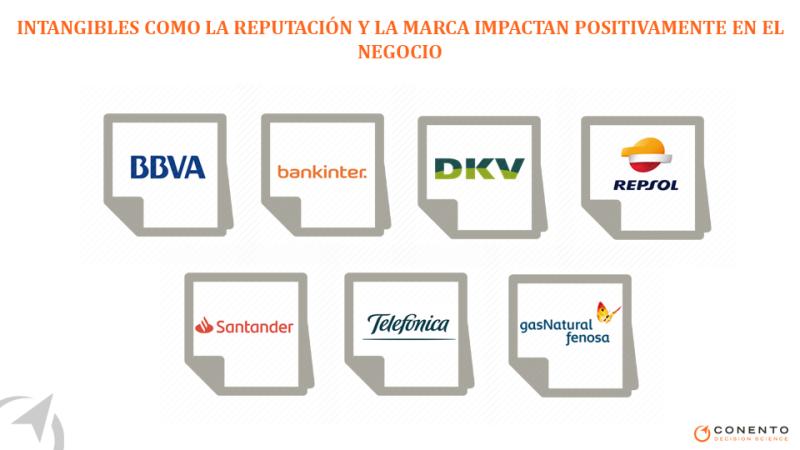 INTANGIBLES COMO LA REPUTACIÓN Y LA MARCA IMPACTAN POSITIVAMENTE EN EL
NEGOCIO
BBVA
bankinter.
DKV
REPSOL
Santander
Telefónica
gasNatural
fenosa
CONENTO
DECISION SCIENCE